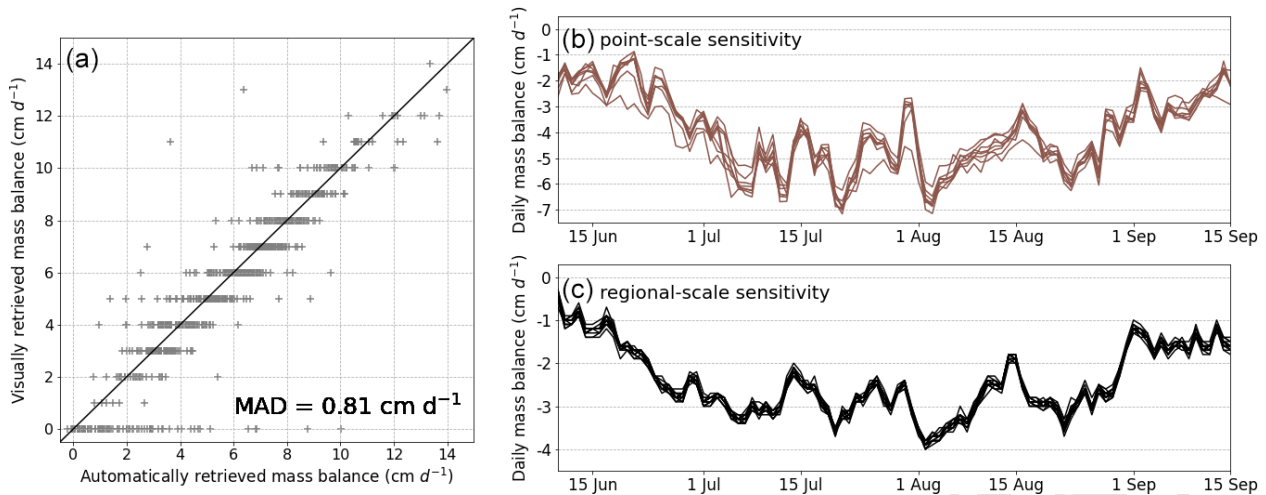 (a)
14
12
10
8
6
4
2
0
Visually retrieved mass balance (cm d⁻¹)
MAD = 0.81 cm d⁻¹
0 2 4 6 8 10 12 14
Automatically retrieved mass balance (cm d⁻¹)
(b) point-scale sensitivity
0
-1
-2
-3
-4
-5
-6
-7
Daily mass balance (cm d⁻¹)
15 Jun 1 Jul 15 Jul 1 Aug 15 Aug 1 Sep 15 Sep
(c) regional-scale sensitivity
0
-1
-2
-3
-4
Daily mass balance (cm d⁻¹)
15 Jun 1 Jul 15 Jul 1 Aug 15 Aug 1 Sep 15 Sep